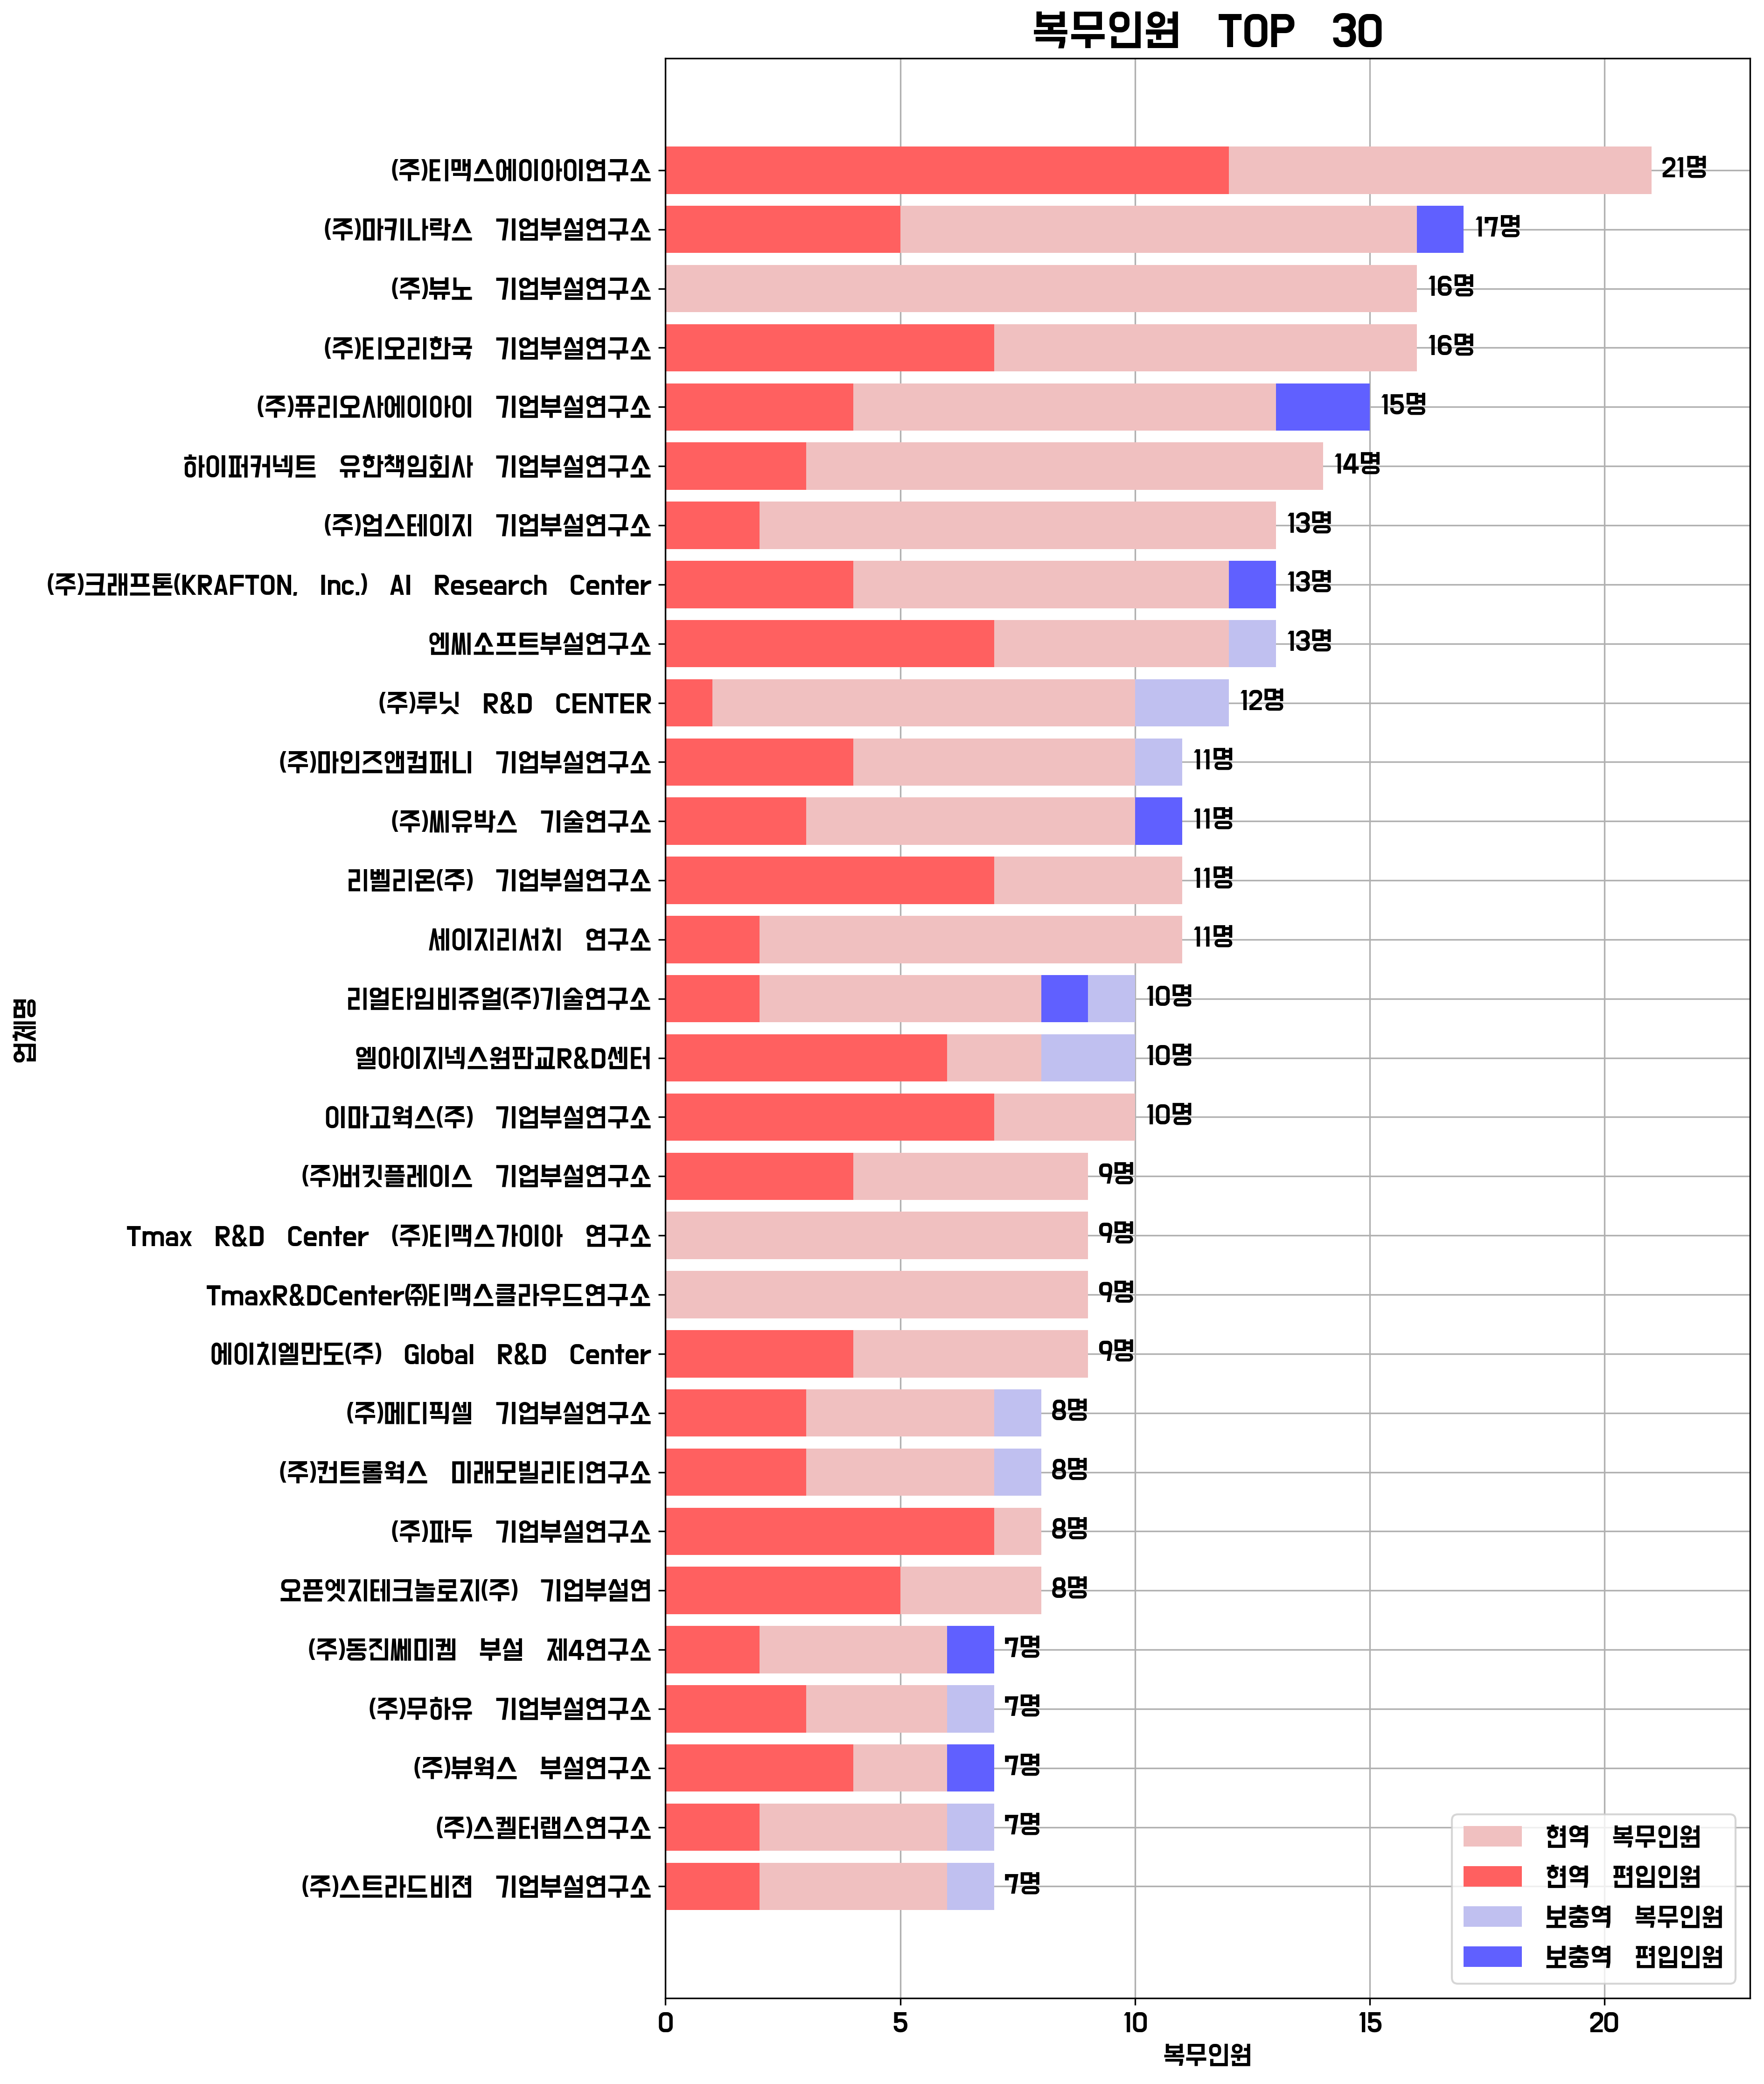 복무인원 TOP 30
(주)티맥스에이아이연구소 21명
(주)마키나락스 기업부설연구소 17명
(주)뷰노 기업부설연구소 16명
(주)티오리한국 기업부설연구소 16명
(주)퓨리오사에이아이 기업부설연구소 15명
하이퍼커넥트 유한책임회사 기업부설연구소 14명
(주)업스테이지 기업부설연구소 13명
(주)크래프톤(KRAFTON, Inc.) AI Research Center 13명
엔씨소프트부설연구소 13명
(주)루닛 R&D CENTER 12명
(주)마인즈앤컴퍼니 기업부설연구소 11명
(주)씨유박스 기술연구소 11명
리벨리온(주) 기업부설연구소 11명
세이지리서치 연구소 11명
리얼타임비쥬얼(주)기술연구소 10명
엘아이지넥스원판교R&D센터 10명
이마고웍스(주) 기업부설연구소 10명
(주)버킷플레이스 기업부설연구소 9명
Tmax R&D Center (주)티맥스가이아 연구소 9명
TmaxR&DCenter㈜티맥스클라우드연구소 9명
에이치엘만도(주) Global R&D Center 9명
(주)메디픽셀 기업부설연구소 8명
(주)컨트롤웍스 미래모빌리티연구소 8명
(주)파두 기업부설연구소 8명
오픈엣지테크놀로지(주) 기업부설연 8명
(주)동진쎄미켐 부설 제4연구소 7명
(주)무하유 기업부설연구소 7명
(주)뷰웍스 부설연구소 7명
(주)스켈터랩스연구소 7명
(주)스트라드비젼 기업부설연구소 7명
업체명
현역 복무인원
현역 편입인원
보충역 복무인원
보충역 편입인원
0 5 10 15 20
복무인원